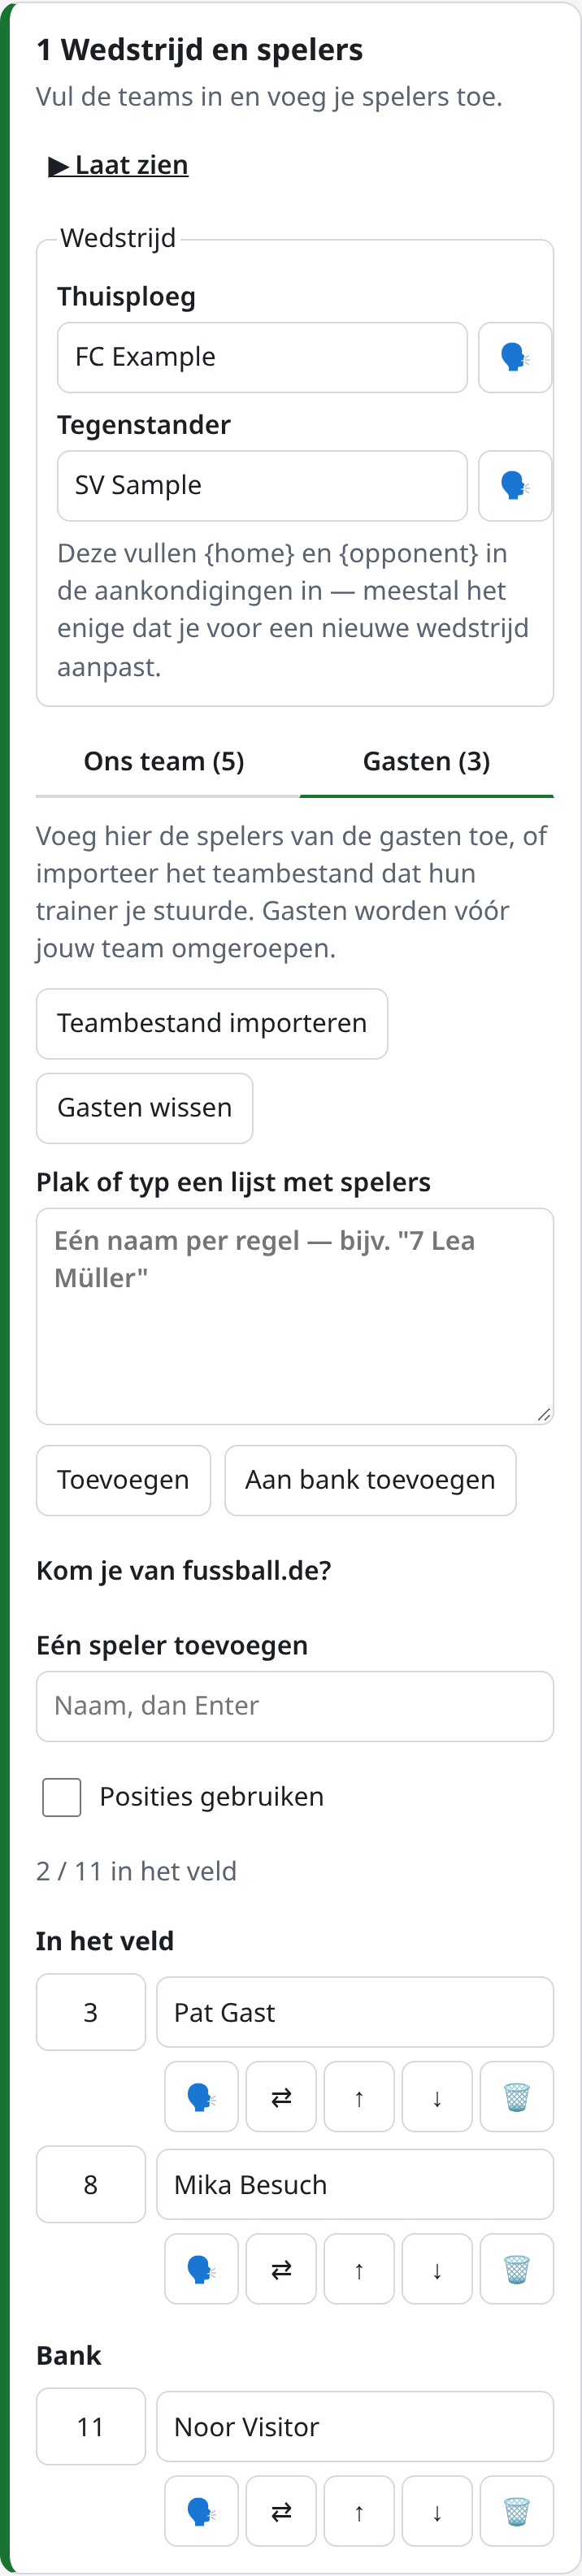 1 Wedstrijd en spelers
Vul de teams in en voeg je spelers toe.
▶ Laat zien
Wedstrijd
Thuisploeg
FC Example
Tegenstander
SV Sample
Deze vullen {home} en {opponent} in
de aankondigingen in — meestal het
enige dat je voor een nieuwe wedstrijd
aanpast.
Ons team (5) Gasten (3)
Voeg hier de spelers van de gasten toe, of
importeer het teambestand dat hun
trainer je stuurde. Gasten worden vóór
jouw team omgeroepen.
Teambestand importeren
Gasten wissen
Plak of typ een lijst met spelers
Eén naam per regel — bijv. "7 Lea
Müller"
Toevoegen Aan bank toevoegen
Kom je van fussball.de?
Eén speler toevoegen
Naam, dan Enter
Posities gebruiken
2 / 11 in het veld
In het veld
3 Pat Gast
⇄ ↑ ↓
8 Mika Besuch
⇄ ↑ ↓
Bank
11 Noor Visitor
⇄ ↑ ↓